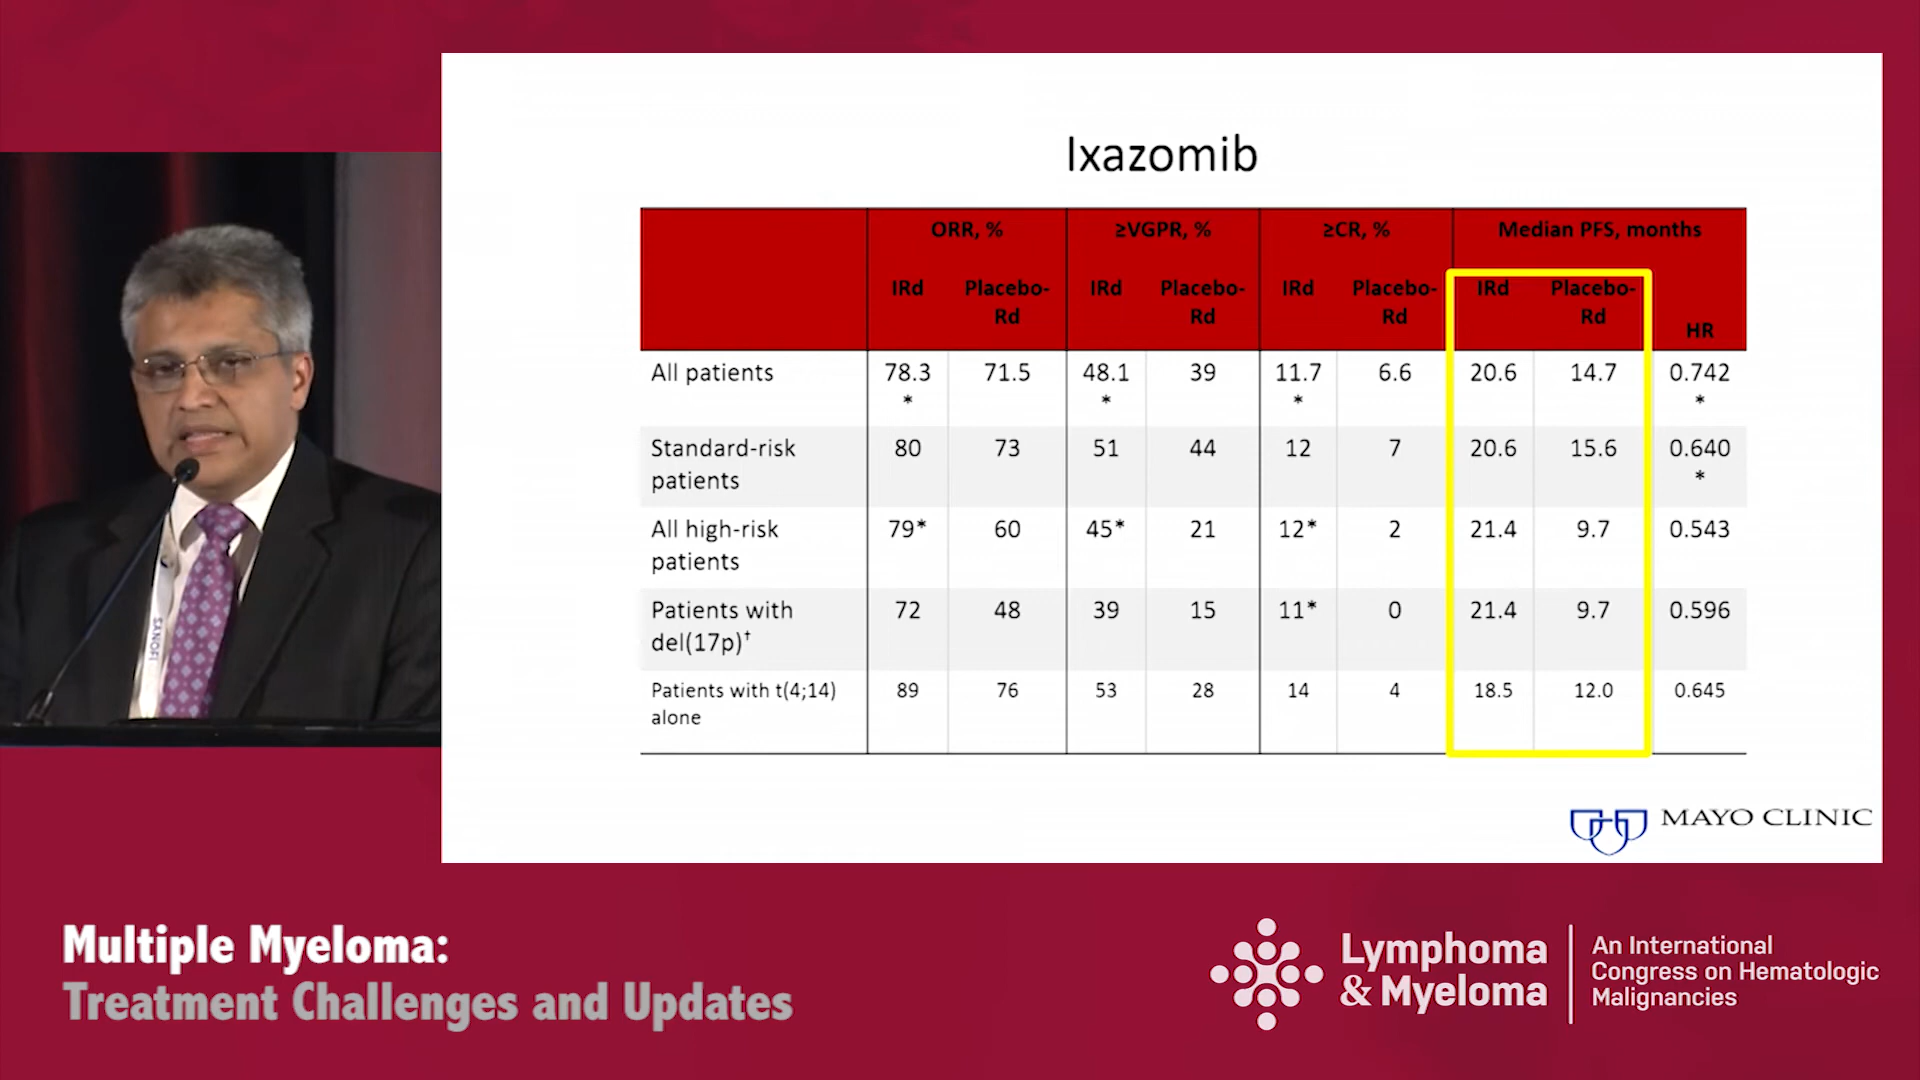 Ixazomib
ORR, % ≥VGPR, % ≥CR, % Median PFS, months
IRd Placebo-Rd IRd Placebo-Rd IRd Placebo-Rd IRd Placebo-Rd HR
All patients 78.3* 71.5 48.1* 39 11.7* 6.6 20.6 14.7 0.742*
Standard-risk patients 80 73 51 44 12 7 20.6 15.6 0.640*
All high-risk patients 79* 60 45* 21 12* 2 21.4 9.7 0.543
Patients with del(17p)† 72 48 39 15 11* 0 21.4 9.7 0.596
Patients with t(4;14) alone 89 76 53 28 14 4 18.5 12.0 0.645
MAYO CLINIC
SANOFI
Multiple Myeloma:
Treatment Challenges and Updates
Lymphoma
& Myeloma
An International
Congress on Hematologic
Malignancies